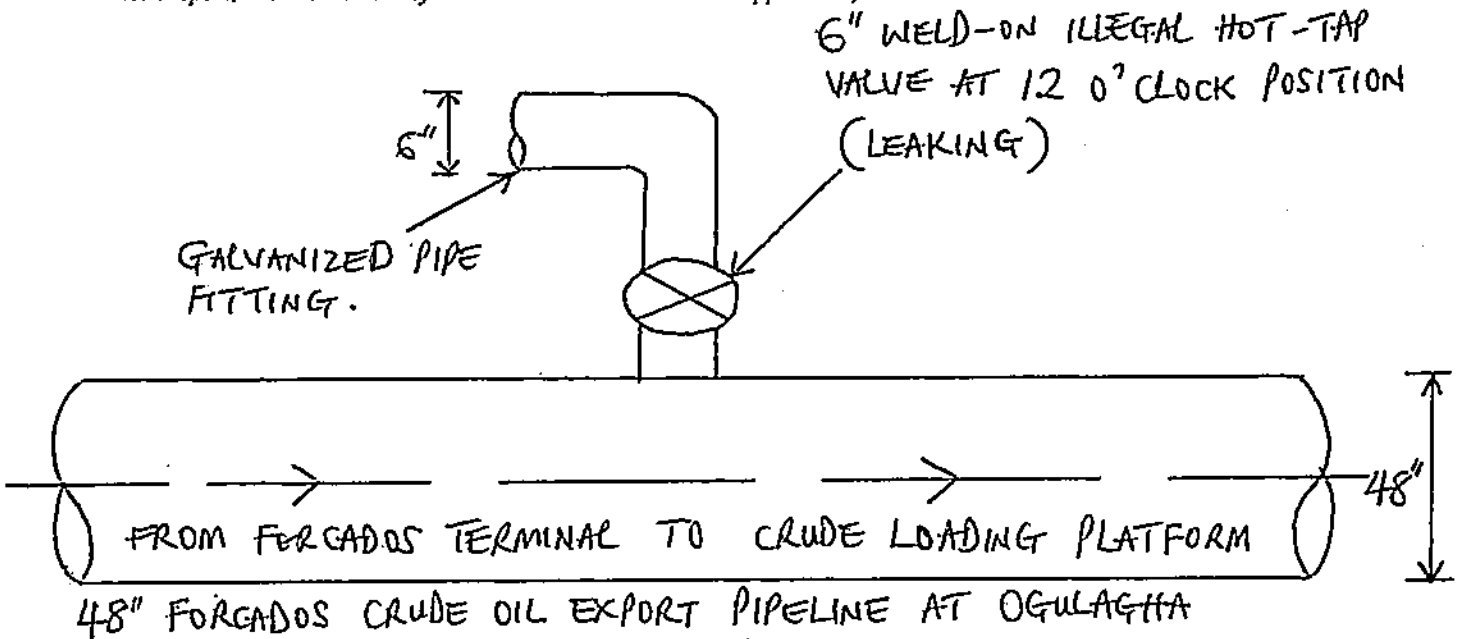 6" WELD-ON ILLEGAL HOT-TAP
VALVE AT 12 O'CLOCK POSITION
(LEAKING)
6"
GALVANIZED PIPE
FITTING.
48"
FROM FORCADOS TERMINAL TO CRUDE LOADING PLATFORM
48" FORCADOS CRUDE OIL EXPORT PIPELINE AT OGULAGHA